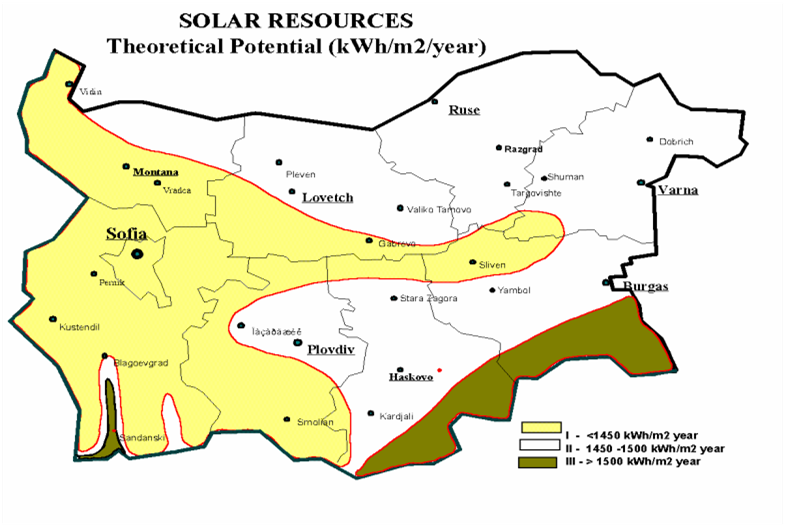 SOLAR RESOURCES
Theoretical Potential (kWh/m2/year)
Vidin
Ruse
Dobrich
Razgrad
Montana
Pleven
Shuman
Vratca
Lovetch
Targovishte
Varna
Valiko Tarnovo
Sofia
Gabrovo
Sliven
Pernik
Yambol
Burgas
Stara Zagora
Kustendil
Ïàçàðäæèê
Plovdiv
Blagoevgrad
Haskovo
Kardjali
Smolian
Sandanski
I - <1450 kWh/m2 year
II - 1450 -1500 kWh/m2 year
III - > 1500 kWh/m2 year